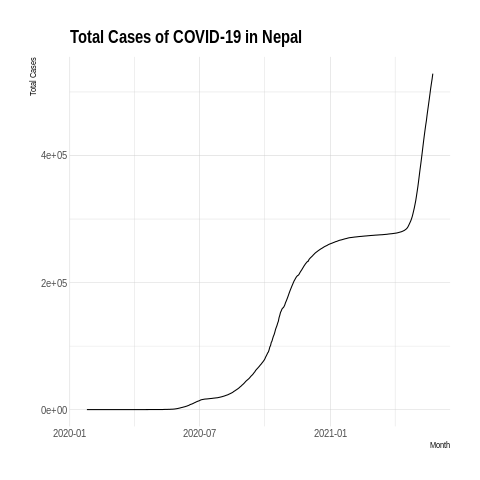 Total Cases of COVID-19 in Nepal
Total Cases
4e+05
2e+05
0e+00
2020-01
2020-07
2021-01
Month